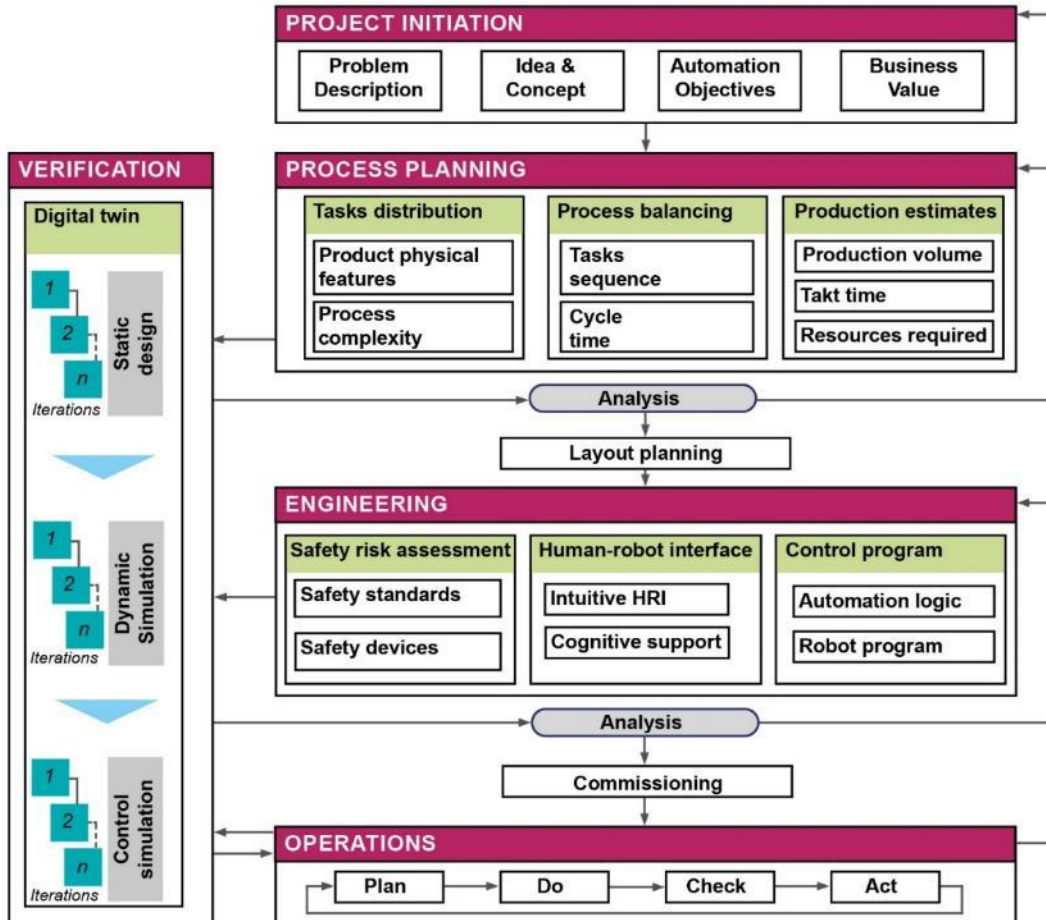 PROJECT INITIATION
Problem
Description
Idea &
Concept
Automation
Objectives
Business
Value
VERIFICATION
Digital twin
1
2
n
Iterations
Static
design
1
2
n
Iterations
Dynamic
Simulation
1
2
n
Iterations
Control
simulation
PROCESS PLANNING
Tasks distribution
Product physical
features
Process
complexity
Process balancing
Tasks
sequence
Cycle
time
Production estimates
Production volume
Takt time
Resources required
Analysis
Layout planning
ENGINEERING
Safety risk assessment
Safety standards
Safety devices
Human-robot interface
Intuitive HRI
Cognitive support
Control program
Automation logic
Robot program
Analysis
Commissioning
OPERATIONS
Plan
Do
Check
Act